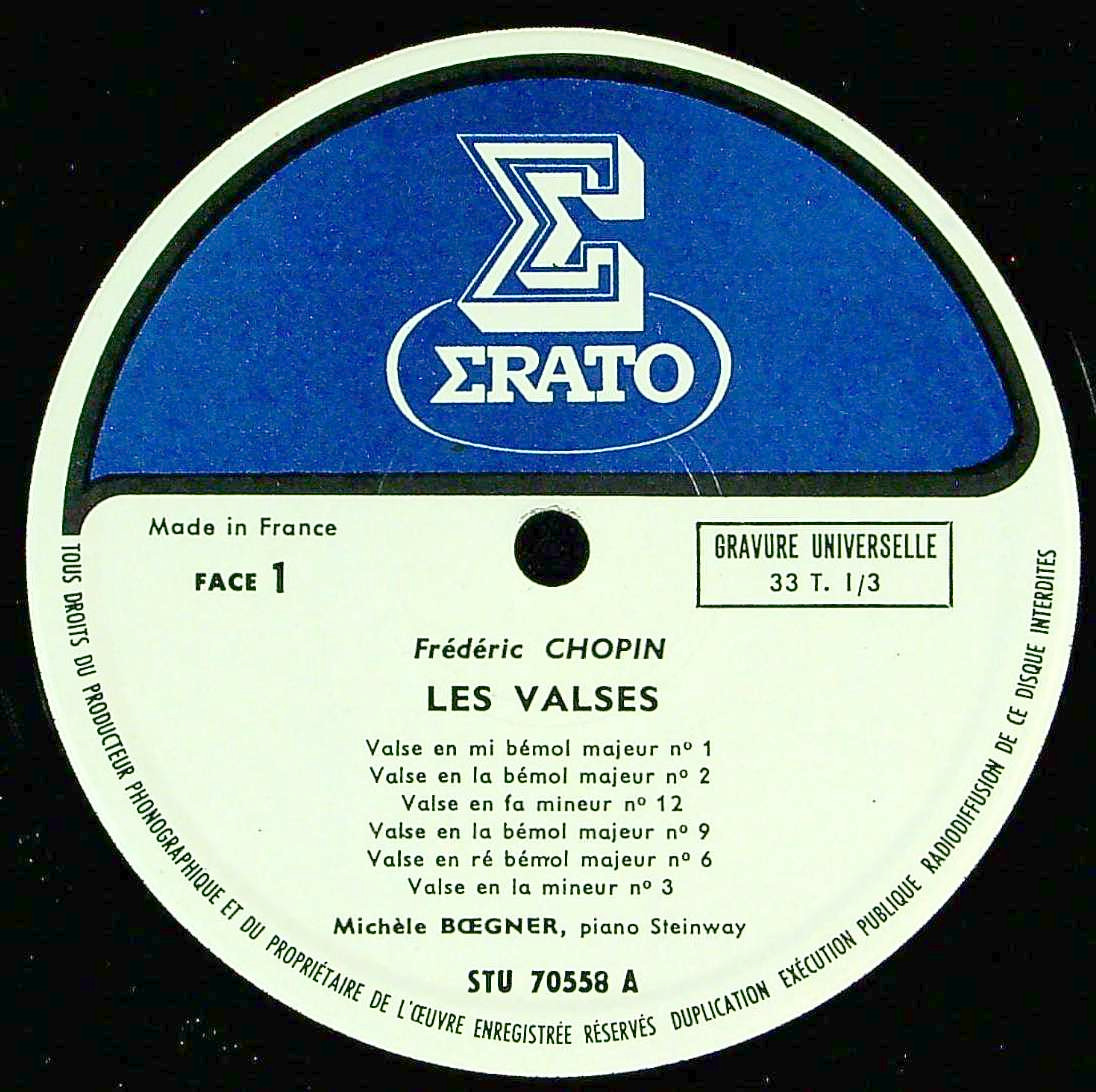 Σ
ΣRATO
Made in France
FACE 1
GRAVURE UNIVERSELLE
33 T. 1/3
Frédéric CHOPIN
LES VALSES
Valse en mi bémol majeur nº 1
Valse en la bémol majeur nº 2
Valse en fa mineur nº 12
Valse en la bémol majeur nº 9
Valse en ré bémol majeur nº 6
Valse en la mineur nº 3
Michèle BŒGNER, piano Steinway
STU 70558 A
TOUS DROITS DU PRODUCTEUR PHONOGRAPHIQUE ET DU PROPRIÉTAIRE DE L'ŒUVRE ENREGISTRÉE RÉSERVÉS DUPLICATION EXÉCUTION PUBLIQUE RADIODIFFUSION DE CE DISQUE INTERDITES